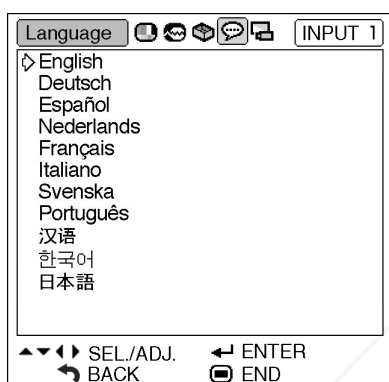 Language INPUT 1
English
Deutsch
Español
Nederlands
Français
Italiano
Svenska
Português
汉语
한국어
日本語
SEL./ADJ. ENTER
BACK END